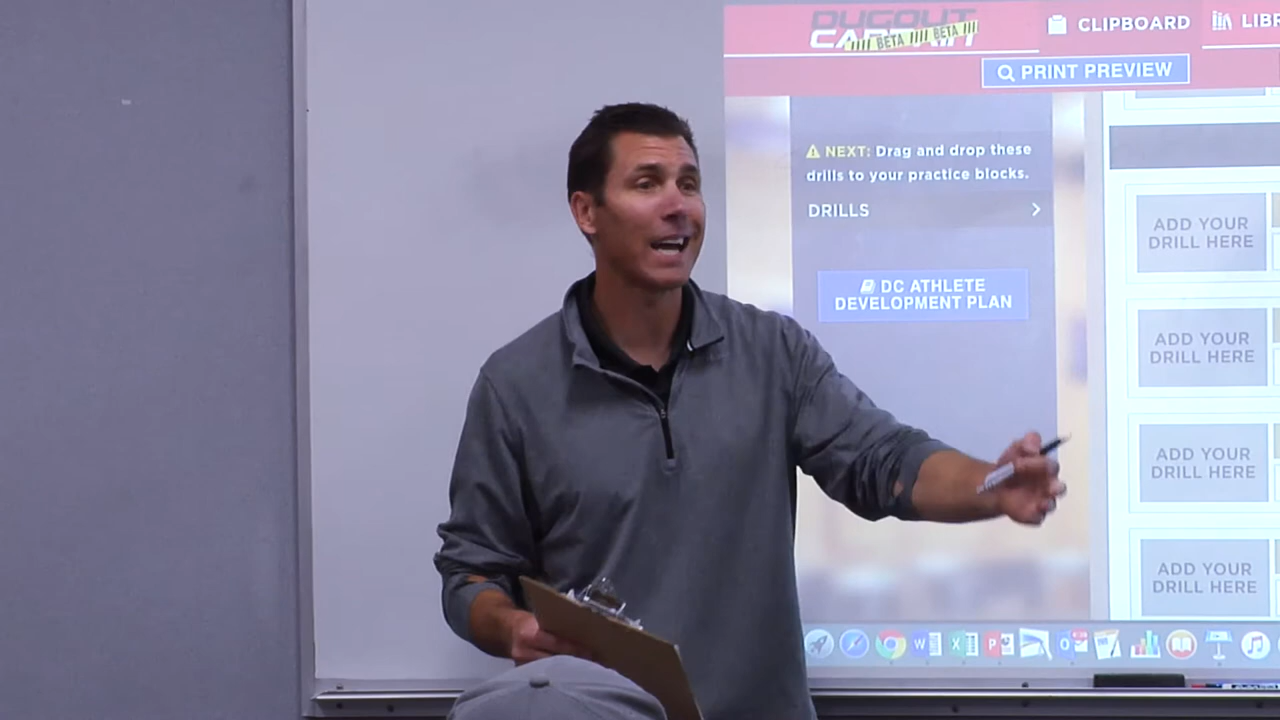 DUGOUT
CAPTAIN
BETA BETA
CLIPBOARD
PRINT PREVIEW
NEXT: Drag and drop these
drills to your practice blocks.
DRILLS
DC ATHLETE
DEVELOPMENT PLAN
ADD YOUR
DRILL HERE
ADD YOUR
DRILL HERE
ADD YOUR
DRILL HERE
ADD YOUR
DRILL HERE